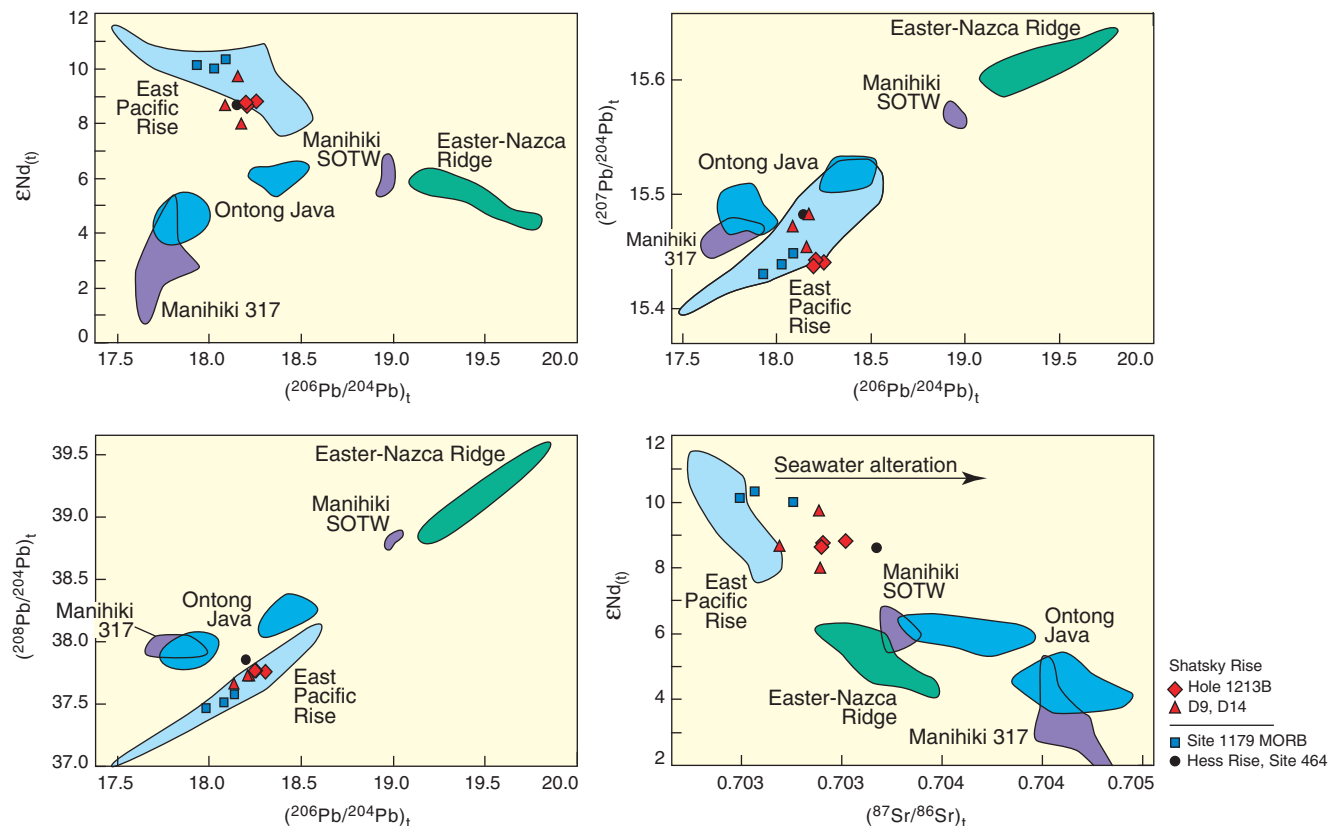 12
10
8
6
4
2
0
εNd(t)
East
Pacific
Rise
Manihiki
SOTW
Easter-Nazca
Ridge
Ontong Java
Manihiki 317
17.5 18.0 18.5 19.0 19.5 20.0
(206Pb/204Pb)t
15.6
15.5
15.4
(207Pb/204Pb)t
Easter-Nazca Ridge
Manihiki
SOTW
Ontong Java
Manihiki
317
East
Pacific
Rise
17.5 18.0 18.5 19.0 19.5 20.0
(206Pb/204Pb)t
39.5
39.0
38.5
38.0
37.5
37.0
(208Pb/204Pb)t
Easter-Nazca Ridge
Manihiki
SOTW
Ontong
Java
Manihiki
317
East
Pacific
Rise
17.5 18.0 18.5 19.0 19.5 20.0
(206Pb/204Pb)t
12
10
8
6
4
2
εNd(t)
Seawater alteration
East
Pacific
Rise
Manihiki
SOTW
Ontong
Java
Easter-Nazca
Ridge
Manihiki 317
0.703 0.703 0.704 0.704 0.705
(87Sr/86Sr)t
Shatsky Rise
Hole 1213B
D9, D14
Site 1179 MORB
Hess Rise, Site 464